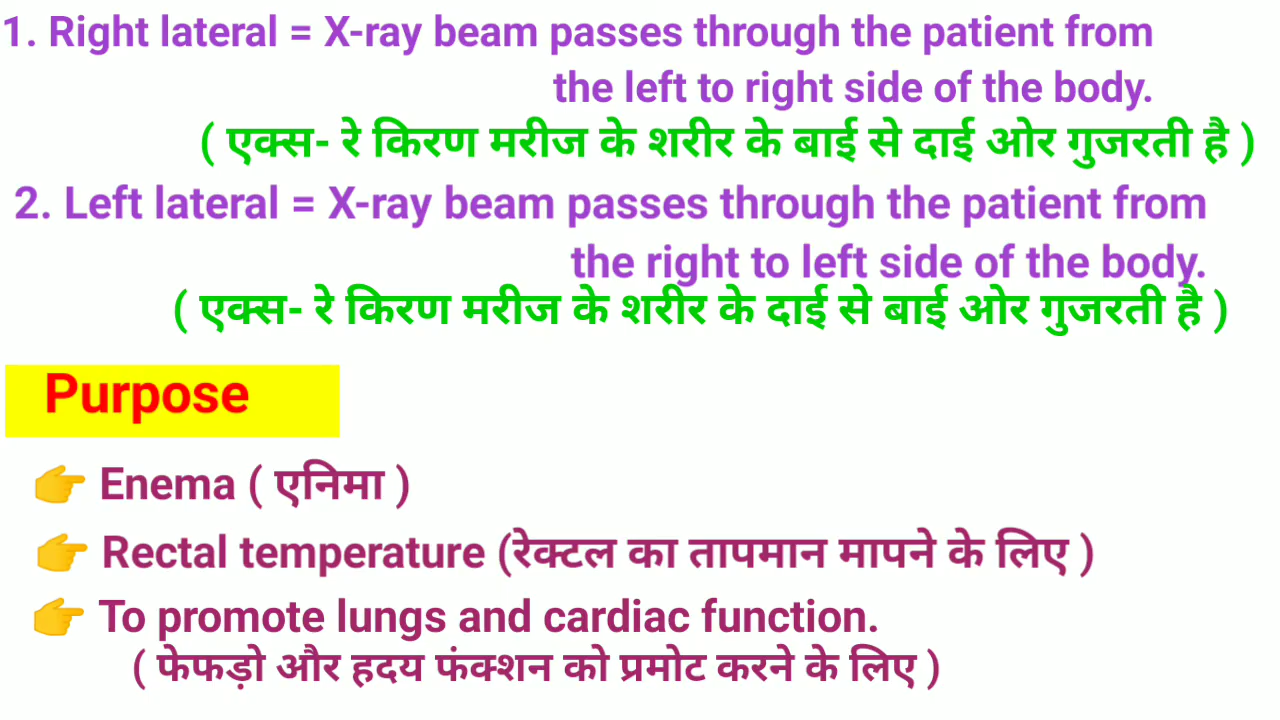 1. Right lateral = X-ray beam passes through the patient from
the left to right side of the body.
( एक्स- रे किरण मरीज के शरीर के बाई से दाई ओर गुजरती है )
2. Left lateral = X-ray beam passes through the patient from
the right to left side of the body.
( एक्स- रे किरण मरीज के शरीर के दाई से बाई ओर गुजरती है )
Purpose
👉 Enema ( एनिमा )
👉 Rectal temperature (रेक्टल का तापमान मापने के लिए )
👉 To promote lungs and cardiac function.
( फेफड़ो और हदय फंक्शन को प्रमोट करने के लिए )